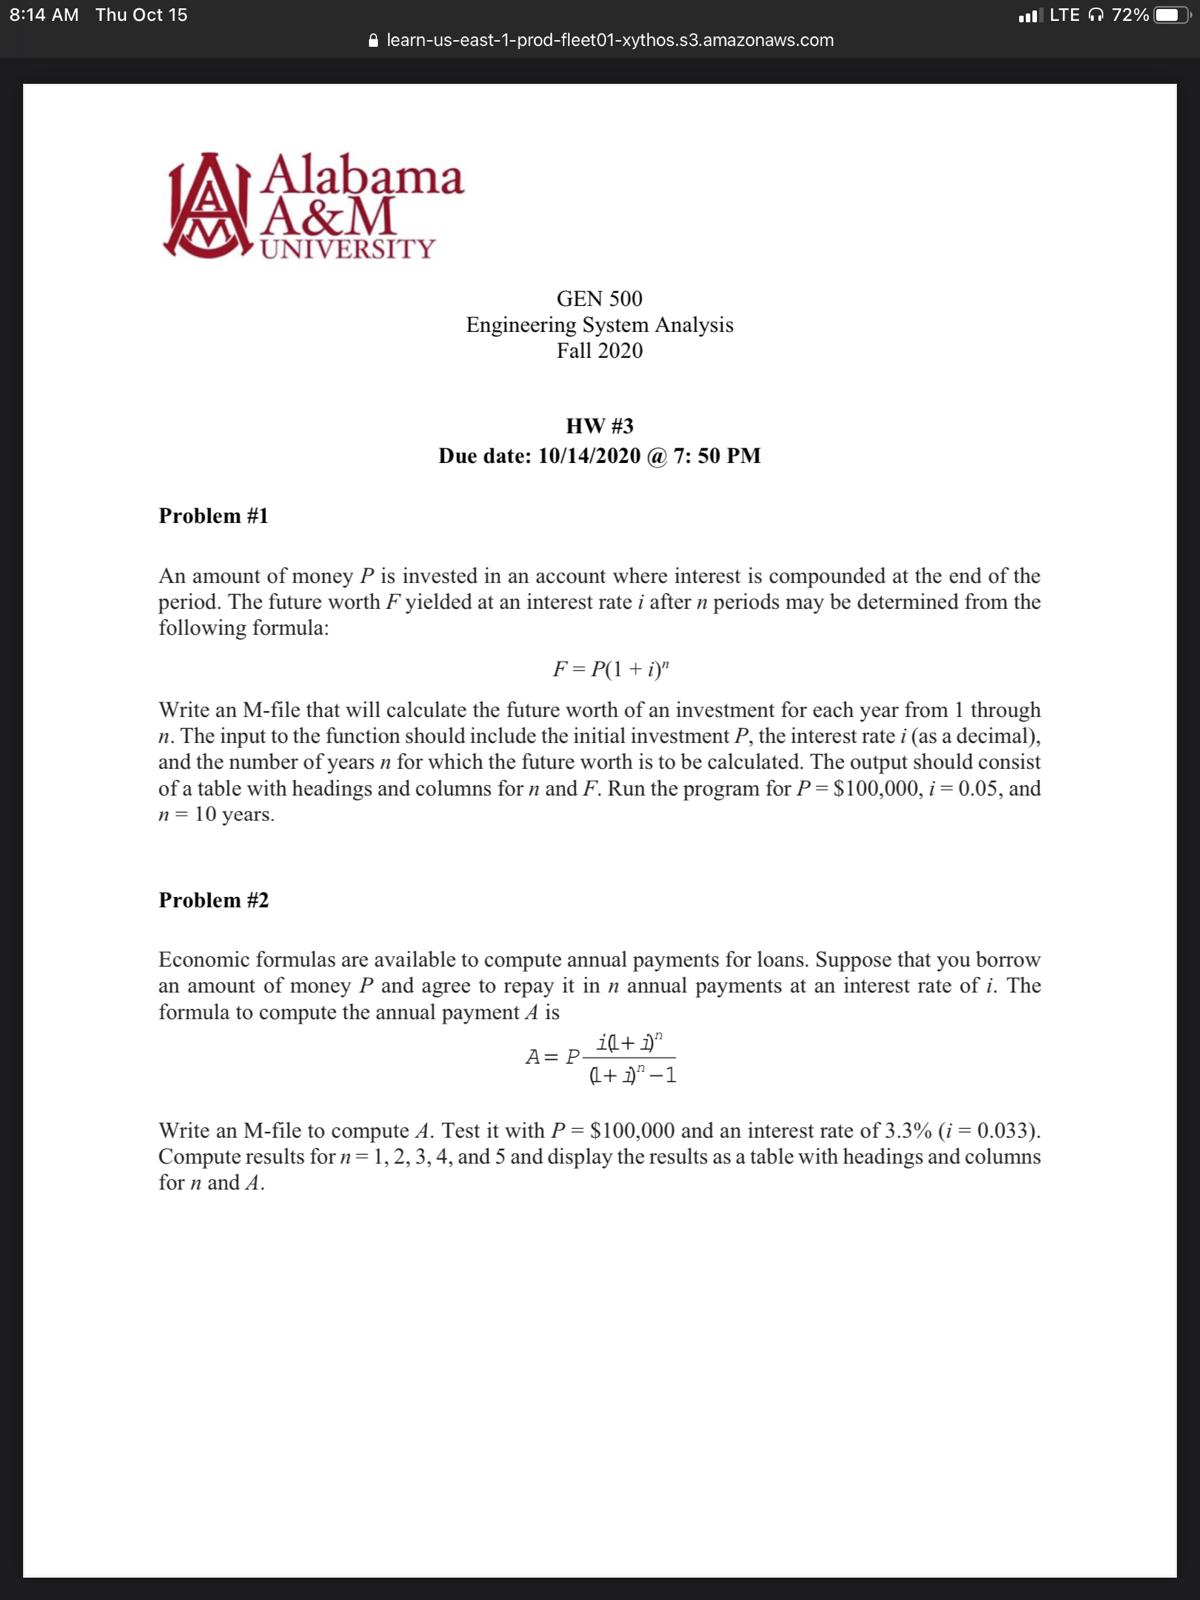 8:14 AM Thu Oct 15
LTE 72%
learn-us-east-1-prod-fleet01-xythos.s3.amazonaws.com
AAM
Alabama
A&M
UNIVERSITY
GEN 500
Engineering System Analysis
Fall 2020
HW #3
Due date: 10/14/2020 @ 7: 50 PM
Problem #1
An amount of money P is invested in an account where interest is compounded at the end of the
period. The future worth F yielded at an interest rate i after n periods may be determined from the
following formula:
F = P(1 + i)ⁿ
Write an M-file that will calculate the future worth of an investment for each year from 1 through
n. The input to the function should include the initial investment P, the interest rate i (as a decimal),
and the number of years n for which the future worth is to be calculated. The output should consist
of a table with headings and columns for n and F. Run the program for P = $100,000, i = 0.05, and
n = 10 years.
Problem #2
Economic formulas are available to compute annual payments for loans. Suppose that you borrow
an amount of money P and agree to repay it in n annual payments at an interest rate of i. The
formula to compute the annual payment A is
i(1+ i)ⁿ
A= P
(1+ i)ⁿ −1
Write an M-file to compute A. Test it with P = $100,000 and an interest rate of 3.3% (i = 0.033).
Compute results for n = 1, 2, 3, 4, and 5 and display the results as a table with headings and columns
for n and A.